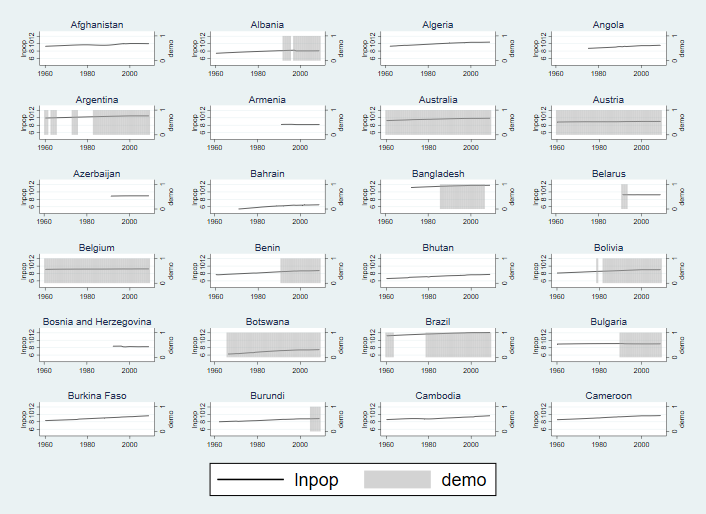 Afghanistan Albania Algeria Angola
lnpop 6 8 10 12 demo 0 1 lnpop 6 8 10 12 demo 0 1 lnpop 6 8 10 12 demo 0 1 lnpop 6 8 10 12 demo 0 1
1960 1980 2000 1960 1980 2000 1960 1980 2000 1960 1980 2000
Argentina Armenia Australia Austria
lnpop 6 8 10 12 demo 0 1 lnpop 6 8 10 12 demo 0 1 lnpop 6 8 10 12 demo 0 1 lnpop 6 8 10 12 demo 0 1
1960 1980 2000 1960 1980 2000 1960 1980 2000 1960 1980 2000
Azerbaijan Bahrain Bangladesh Belarus
lnpop 6 8 10 12 demo 0 1 lnpop 6 8 10 12 demo 0 1 lnpop 6 8 10 12 demo 0 1 lnpop 6 8 10 12 demo 0 1
1960 1980 2000 1960 1980 2000 1960 1980 2000 1960 1980 2000
Belgium Benin Bhutan Bolivia
lnpop 6 8 10 12 demo 0 1 lnpop 6 8 10 12 demo 0 1 lnpop 6 8 10 12 demo 0 1 lnpop 6 8 10 12 demo 0 1
1960 1980 2000 1960 1980 2000 1960 1980 2000 1960 1980 2000
Bosnia and Herzegovina Botswana Brazil Bulgaria
lnpop 6 8 10 12 demo 0 1 lnpop 6 8 10 12 demo 0 1 lnpop 6 8 10 12 demo 0 1 lnpop 6 8 10 12 demo 0 1
1960 1980 2000 1960 1980 2000 1960 1980 2000 1960 1980 2000
Burkina Faso Burundi Cambodia Cameroon
lnpop 6 8 10 12 demo 0 1 lnpop 6 8 10 12 demo 0 1 lnpop 6 8 10 12 demo 0 1 lnpop 6 8 10 12 demo 0 1
1960 1980 2000 1960 1980 2000 1960 1980 2000 1960 1980 2000
lnpop demo